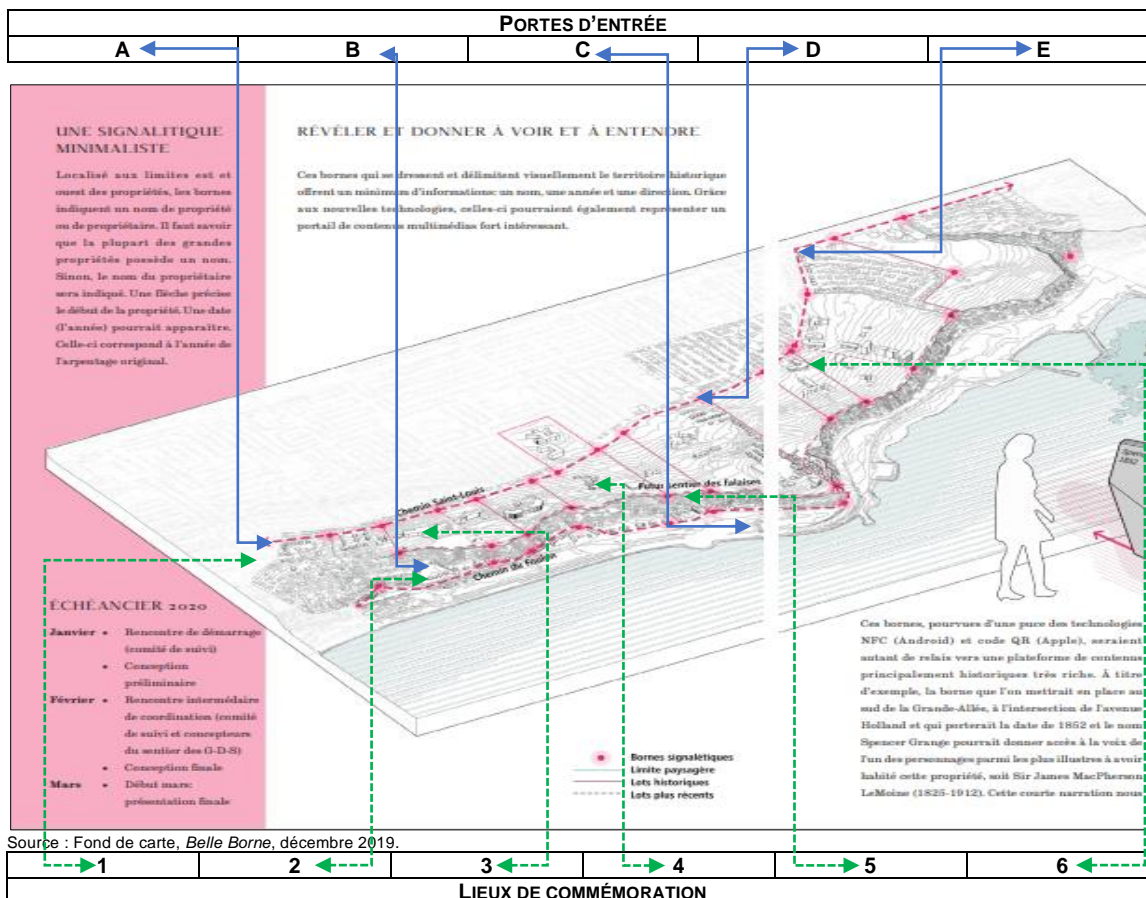 PORTES D'ENTRÉE
A B C D E
UNE SIGNALITIQUE
MINIMALISTE
Localisé aux limites est et
ouest des propriétés, les bornes
indiquent un nom de propriété
ou de propriétaire. Il faut savoir
que la plupart des grandes
propriétés possède un nom.
Sinon, le nom du propriétaire
sera indiqué. Une flèche précise
le début de la propriété. Une date
(l'année) pourrait apparaître.
Celle-ci correspond à l'année de
l'arpentage original.
RÉVÉLER ET DONNER À VOIR ET À ENTENDRE
Ces bornes qui se dressent et délimitent visuellement le territoire historique
offrent un minimum d'informations: un nom, une année et une direction. Grâce
aux nouvelles technologies, celles-ci pourraient également représenter un
portail de contenus multimédias fort intéressant.
Chemin Saint-Louis
Futur sentier des falaises
Chemin du Foulon
Spencer
1852
ÉCHÉANCIER 2020
Janvier • Rencontre de démarrage
(comité de suivi)
• Conception
préliminaire
Février • Rencontre intermédaire
de coordination (comité
de suivi et concepteurs
du sentier des G-D-S)
• Conception finale
Mars • Début mars:
présentation finale
Bornes signalétiques
Limite paysagère
Lots historiques
Lots plus récents
Ces bornes, pourvues d'une puce des technologies
NFC (Android) et code QR (Apple), seraient
autant de relais vers une plateforme de contenus
principalement historiques très riche. À titre
d'exemple, la borne que l'on mettrait en place au
sud de la Grande-Allée, à l'intersection de l'avenue
Holland et qui porterait la date de 1852 et le nom
Spencer Grange pourrait donner accès à la voix de
l'un des personnages parmi les plus illustres à avoir
habité cette propriété, soit Sir James MacPherson
LeMoine (1825-1912). Cette courte narration nous
Source : Fond de carte, Belle Borne, décembre 2019.
1 2 3 4 5 6
LIEUX DE COMMÉMORATION